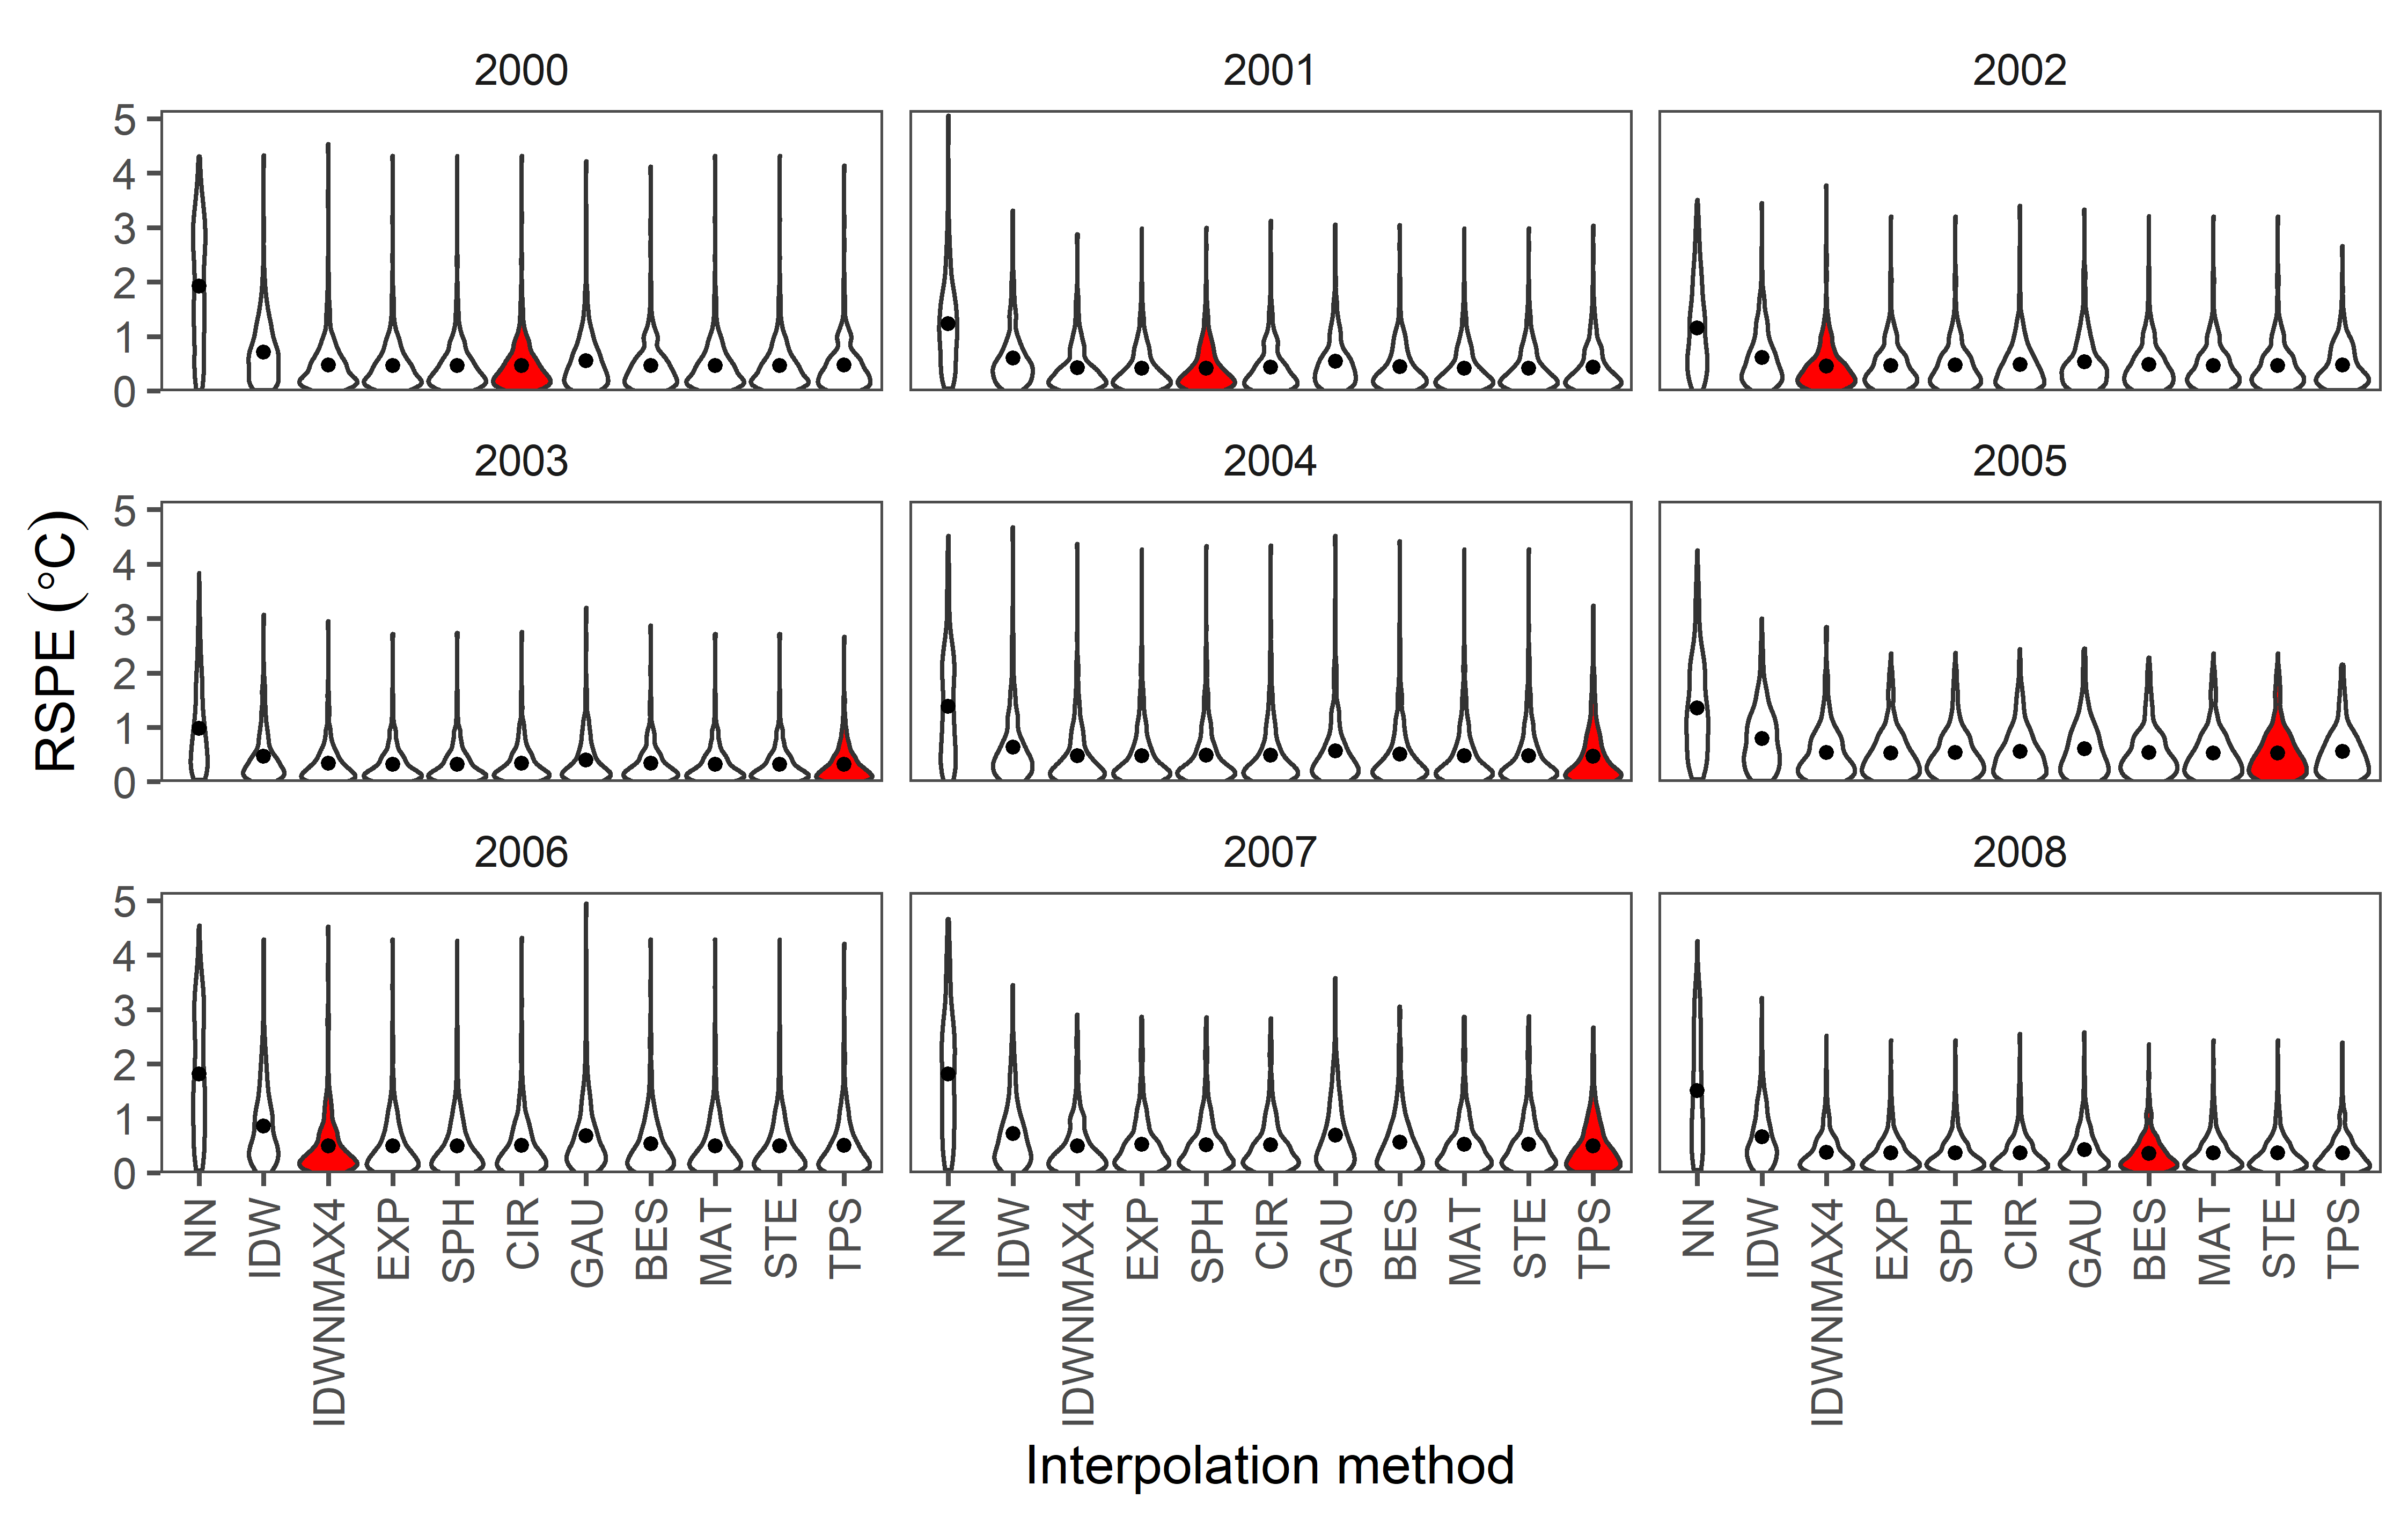 2000 2001 2002
5
4
3
2
1
0
2003 2004 2005
5
4
3
2
1
0
RSPE (°C)
2006 2007 2008
5
4
3
2
1
0
NN IDW IDWWNMAX4 EXP SPH CIR GAU BES MAT STE TPS
NN IDW IDWWNMAX4 EXP SPH CIR GAU BES MAT STE TPS
NN IDW IDWWNMAX4 EXP SPH CIR GAU BES MAT STE TPS
Interpolation method